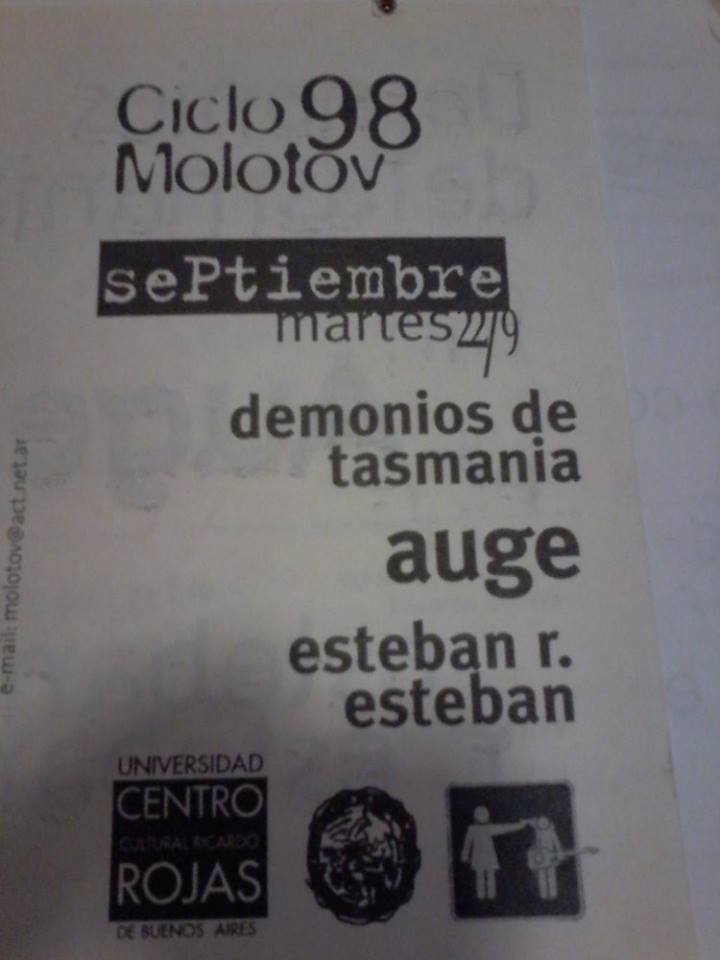 Ciclo 98
Molotov
sePtiembre
martes 22/9
demonios de
tasmania
auge
esteban r.
esteban
e-mail: molotov@act.net.ar
UNIVERSIDAD
CENTRO
CULTURAL RICARDO
ROJAS
DE BUENOS AIRES